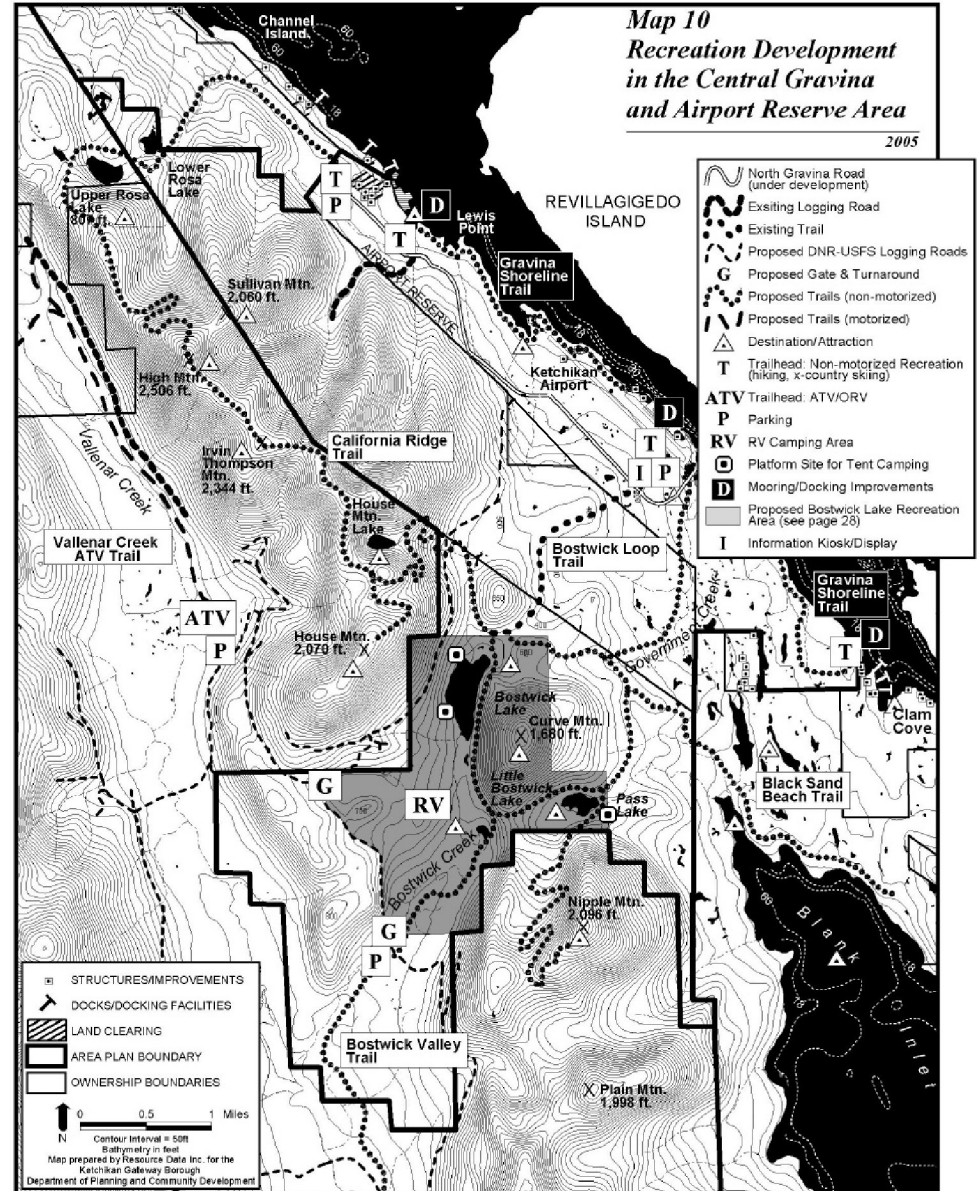 Map 10
Recreation Development
in the Central Gravina
and Airport Reserve Area
2005
Channel
Island
60
18
North Gravina Road
(under development)
Exsiting Logging Road
Existing Trail
Proposed DNR-USFS Logging Roads
G Proposed Gate & Turnaround
Proposed Trails (non-motorized)
Proposed Trails (motorized)
Destination/Attraction
T Trailhead: Non-motorized Recreation
(hiking, x-country skiing)
ATV Trailhead: ATV/ORV
P Parking
RV RV Camping Area
Platform Site for Tent Camping
D Mooring/Docking Improvements
Proposed Bostwick Lake Recreation
Area (see page 28)
I Information Kiosk/Display
Lower
Rosa
Lake
Upper Rosa
Lake
T
P
D
T
Lewis
Point
REVILLAGIGEDO
ISLAND
AIRPORT RESERVE
Gravina
Shoreline
Trail
Sullivan Mtn.
2,060 ft.
Ketchikan
Airport
High Mtn.
2,506 ft.
D
T
I P
California Ridge
Trail
Irvin
Thompson
Mtn.
2,344 ft.
Vallenar Creek
House
Mtn.
Lake
Vallenar Creek
ATV Trail
Bostwick Loop
Trail
Gravina
Shoreline
Trail
D
T
ATV
P
House Mtn.
2,070 ft.
Government Creek
Bostwick
Lake
Curve Mtn.
1,680 ft.
Clam
Cove
Little
Bostwick
Lake
Pass
Lake
Black Sand
Beach Trail
G
RV
Bostwick Creek
Nipple Mtn.
2,096 ft.
G
P
Blank
Inlet
Bostwick Valley
Trail
Plain Mtn.
1,998 ft.
STRUCTURES/IMPROVEMENTS
DOCKS/DOCKING FACILITIES
LAND CLEARING
AREA PLAN BOUNDARY
OWNERSHIP BOUNDARIES
N
0 0.5 1 Miles
Contour Interval = 50ft
Bathymetry in feet
Map prepared by Resource Data Inc. for the
Ketchikan Gateway Borough
Department of Planning and Community Development